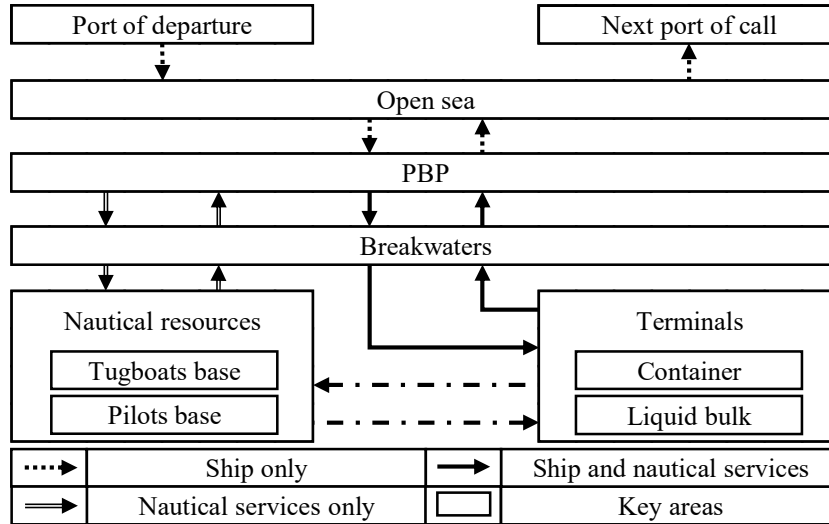 Port of departure
Next port of call
Open sea
PBP
Breakwaters
Nautical resources
Terminals
Tugboats base
Container
Pilots base
Liquid bulk
Ship only
Ship and nautical services
Nautical services only
Key areas